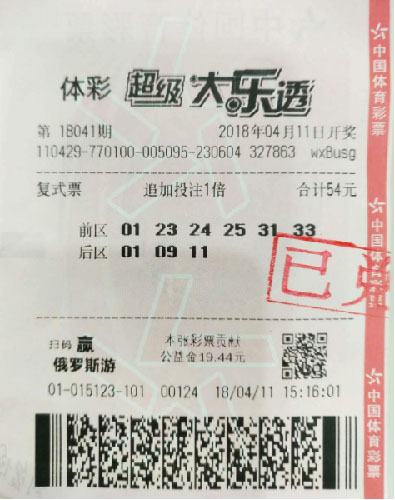 体彩 超级大乐透
第 18041期 2018年04月11日开奖
110429-770100-005095-230604 327863 wxBusg
复式票 追加投注1倍 合计54元
前区 01 23 24 25 31 33
后区 01 09 11
已
扫码 赢 本张彩票贡献
俄罗斯游 公益金19.44元
01-015123-101 00124 18/04/11 15:16:01
中国体育彩票
中国体育彩票
中国体育彩票